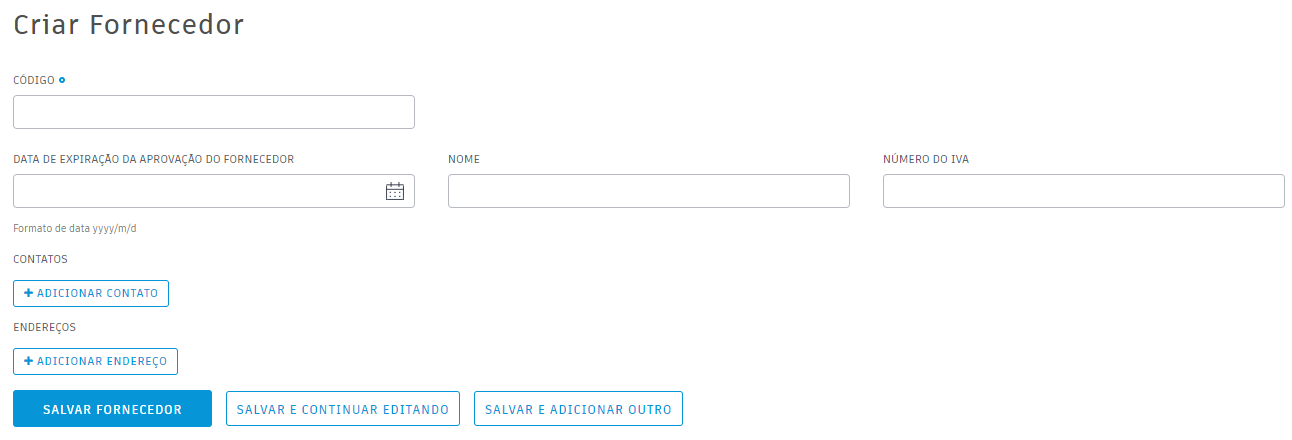 Criar Fornecedor
CÓDIGO
DATA DE EXPIRAÇÃO DA APROVAÇÃO DO FORNECEDOR
NOME
NÚMERO DO IVA
Formato de data yyyy/m/d
CONTATOS
+ ADICIONAR CONTATO
ENDEREÇOS
+ ADICIONAR ENDEREÇO
SALVAR FORNECEDOR
SALVAR E CONTINUAR EDITANDO
SALVAR E ADICIONAR OUTRO